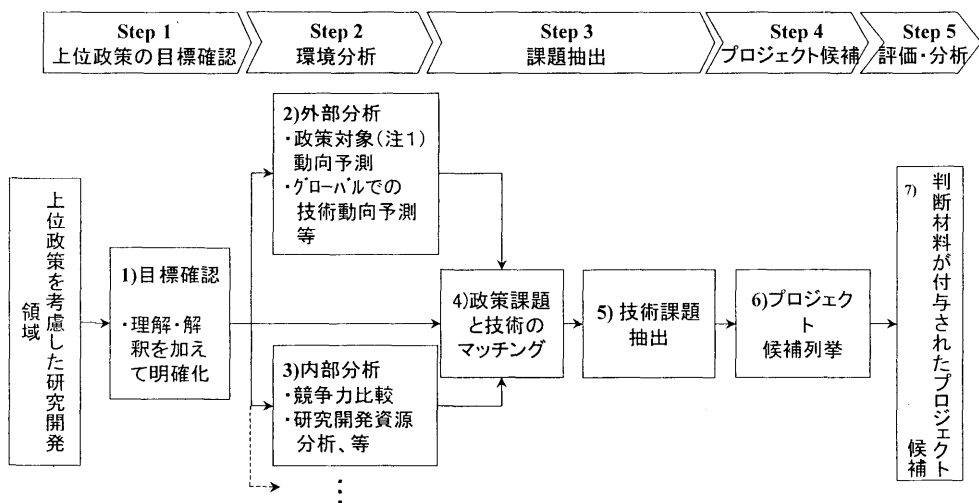 Step 1
上位政策の目標確認
Step 2
環境分析
Step 3
課題抽出
Step 4
プロジェクト候補
Step 5
評価・分析
上位政策を考慮した研究開発
領域
1)目標確認
・理解・解
釈を加え
て明確化
2)外部分析
・政策対象(注1)
動向予測
・グローバルでの
技術動向予測
等
3)内部分析
・競争力比較
・研究開発資源
分析、等
4)政策課題
と技術の
マッチング
5) 技術課題
抽出
6)プロジェク
ト
候補列挙
7)
判断材料が付与されたプロジェクト
候補